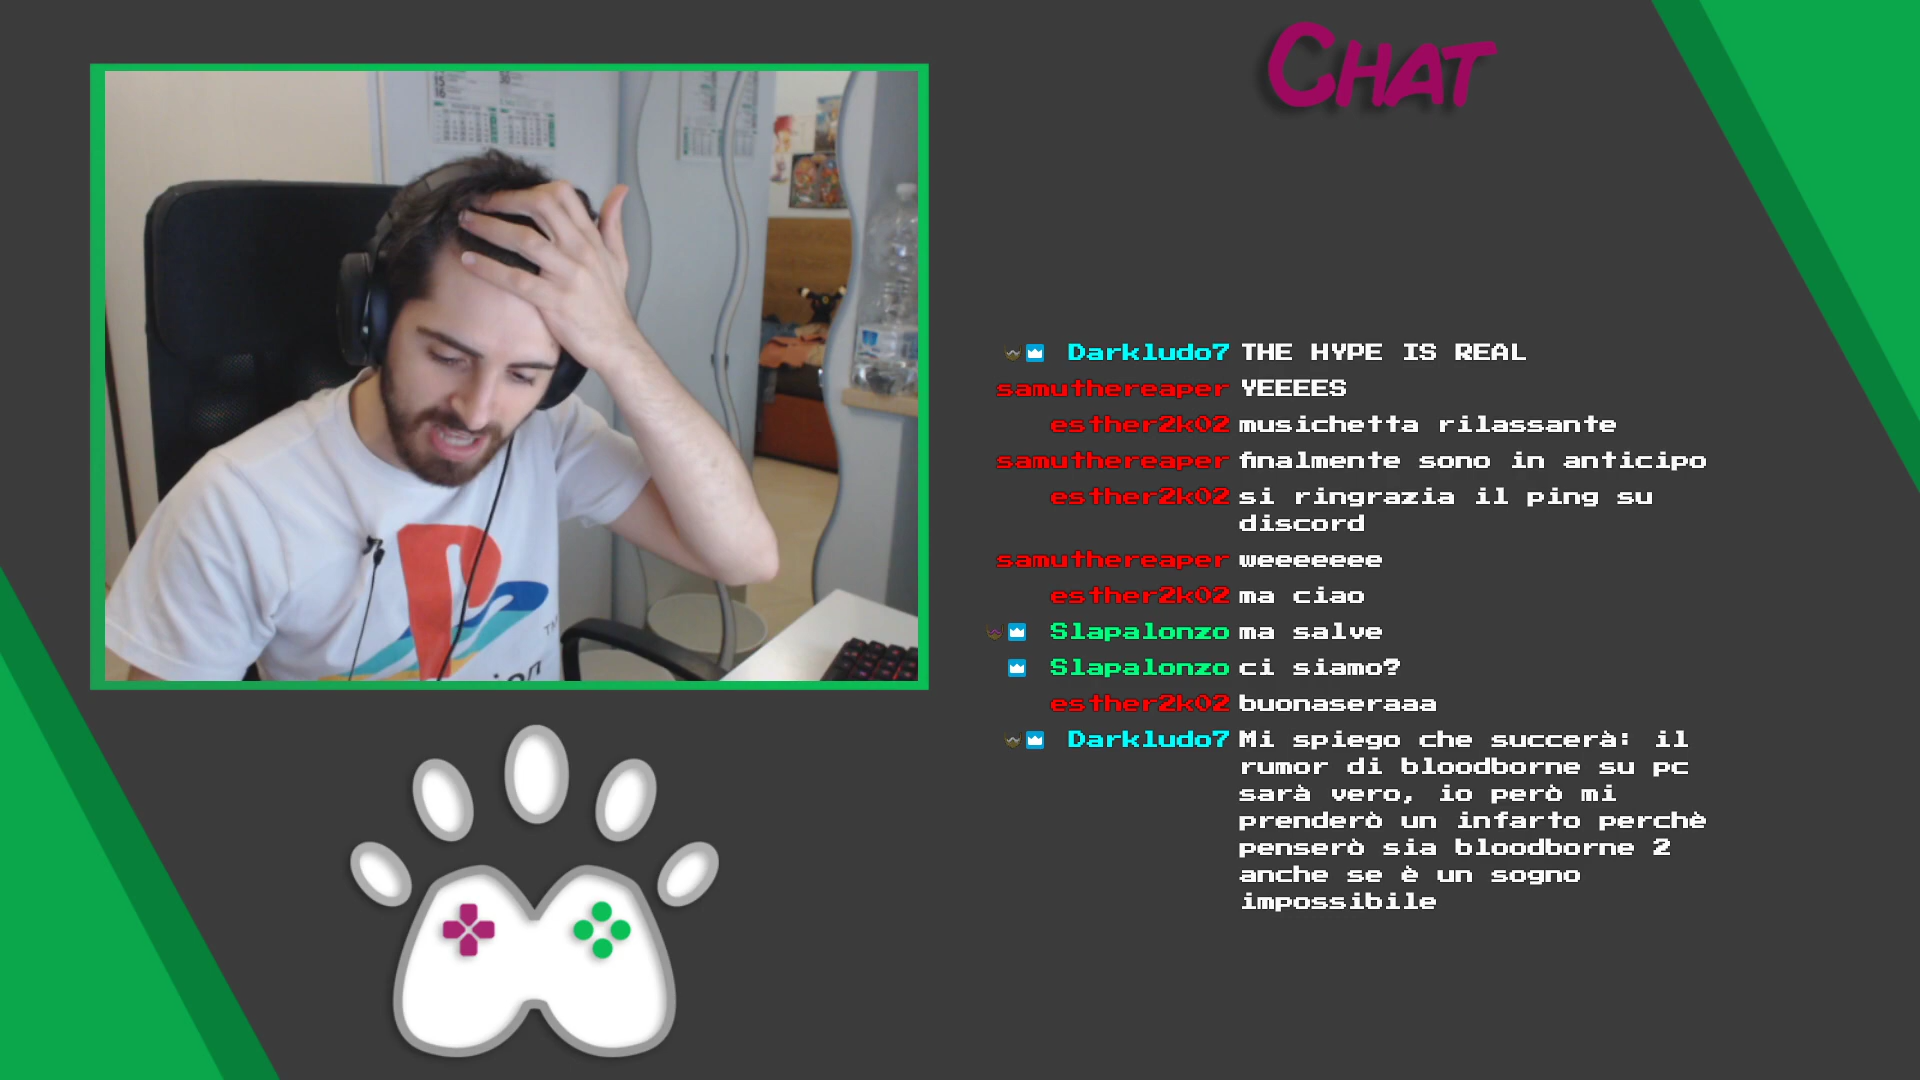 Chat
Darkludo7 THE HYPE IS REAL
samuthereaper YEEEES
esther2k02 musichetta rilassante
samuthereaper finalmente sono in anticipo
esther2k02 si ringrazia il ping su
discord
samuthereaper weeeeeee
esther2k02 ma ciao
Slapalonzo ma salve
Slapalonzo ci siamo?
esther2k02 buonaseraaa
Darkludo7 Mi spiego che succerà: il
rumor di bloodborne su pc
sarà vero, io però mi
prenderò un infarto perchè
penserò sia bloodborne 2
anche se è un sogno
impossibile
TM